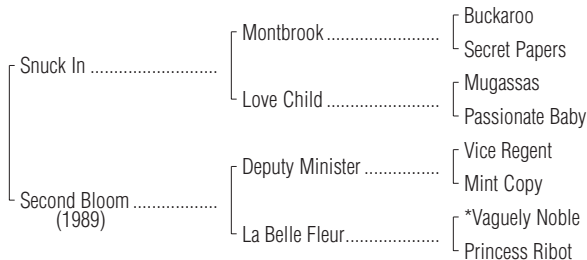 Buckaroo
Montbrook ........................
Secret Papers
Snuck In ...........................
Mugassas
Love Child ........................
Passionate Baby
Vice Regent
Deputy Minister ................
Mint Copy
Second Bloom ..................
(1989)
*Vaguely Noble
La Belle Fleur....................
Princess Ribot